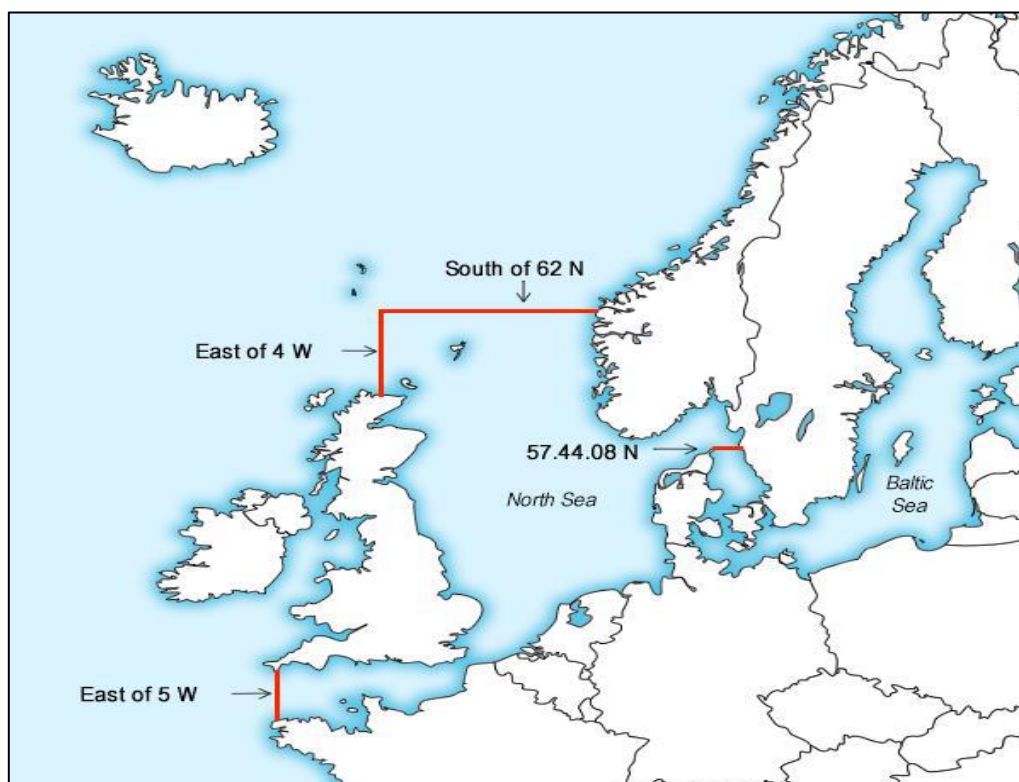 South of 62 N
East of 4 W
57.44.08 N
North Sea
Baltic
Sea
East of 5 W